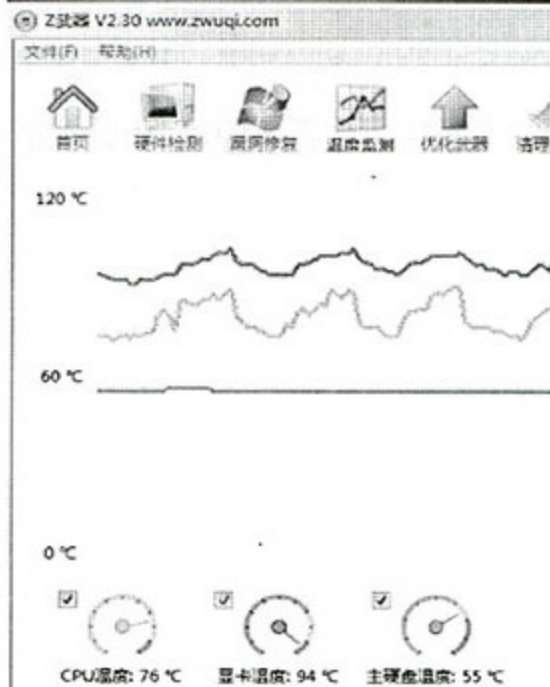 Z武器 V2.30 www.zwuqi.com
文件(F) 帮助(H)
首页 硬件检测 漏洞修复 温度监测 优化武器 清理
120 ℃
60 ℃
0 ℃
CPU温度: 76 ℃ 显卡温度: 94 ℃ 主硬盘温度: 55 ℃